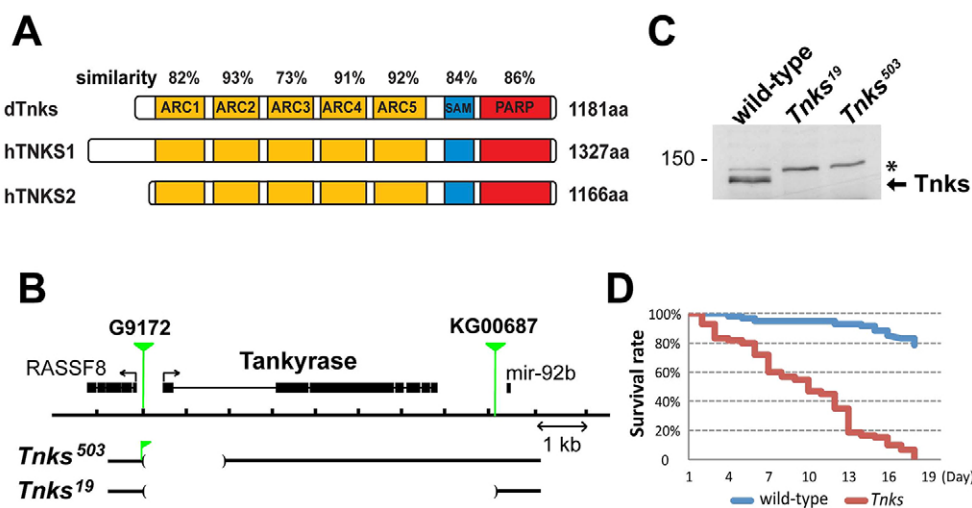 A
similarity 82% 93% 73% 91% 92% 84% 86%
dTnks ARC1 ARC2 ARC3 ARC4 ARC5 SAM PARP 1181aa
hTNKS1 1327aa
hTNKS2 1166aa
B
G9172 KG00687
RASSF8 Tankyrase mir-92b
1 kb
Tnks503
Tnks19
C
wild-type Tnks19 Tnks503
150 - *
Tnks
D
Survival rate
100%
80%
60%
40%
20%
0
1 4 7 10 13 16 19 (Day)
wild-type Tnks